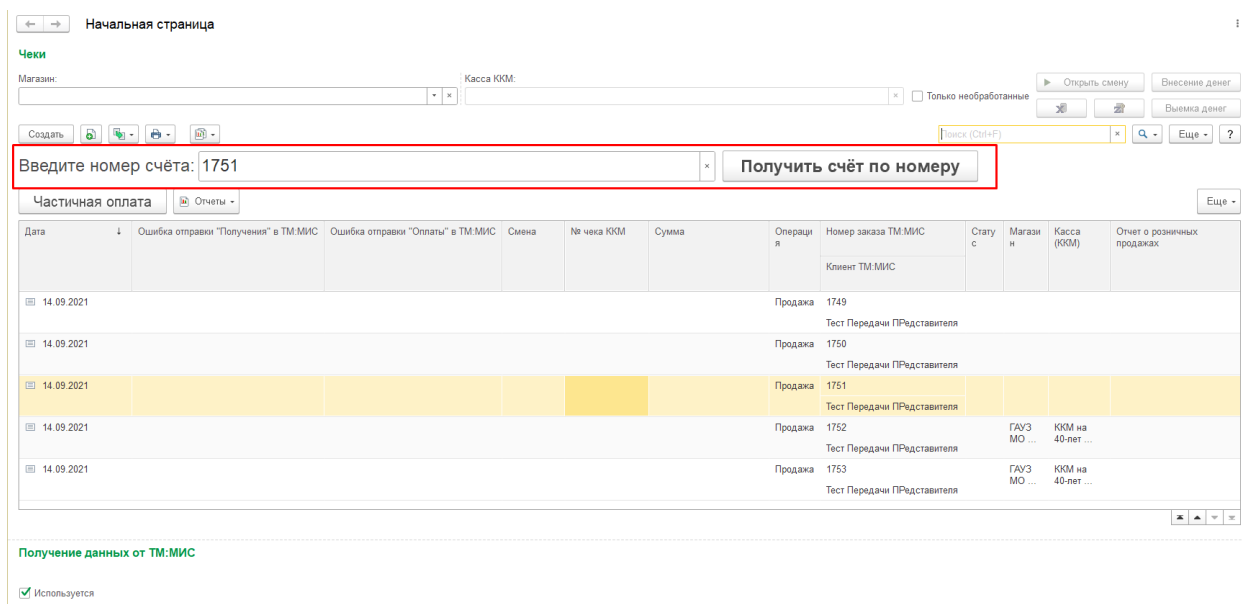 Начальная страница
Чеки
Магазин:
Касса ККМ:
Только необработанные
Открыть смену
Внесение денег
Выемка денег
Создать
Поиск (Ctrl+F)
Еще
?
Введите номер счёта: 1751
Получить счёт по номеру
Частичная оплата
Отчеты
Еще
Дата
Ошибка отправки "Получения" в ТМ:МИС
Ошибка отправки "Оплаты" в ТМ:МИС
Смена
№ чека ККМ
Сумма
Операци
я
Номер заказа ТМ:МИС
Клиент ТМ:МИС
Стату
с
Магази
н
Касса
(ККМ)
Отчет о розничных
продажах
14.09.2021 Продажа 1749
Тест Передачи ПРедставителя
14.09.2021 Продажа 1750
Тест Передачи ПРедставителя
14.09.2021 Продажа 1751
Тест Передачи ПРедставителя
14.09.2021 Продажа 1752 ГАУЗ ККМ на
МО ... 40-лет ...
Тест Передачи ПРедставителя
14.09.2021 Продажа 1753 ГАУЗ ККМ на
МО ... 40-лет ...
Тест Передачи ПРедставителя
Получение данных от ТМ:МИС
Используется